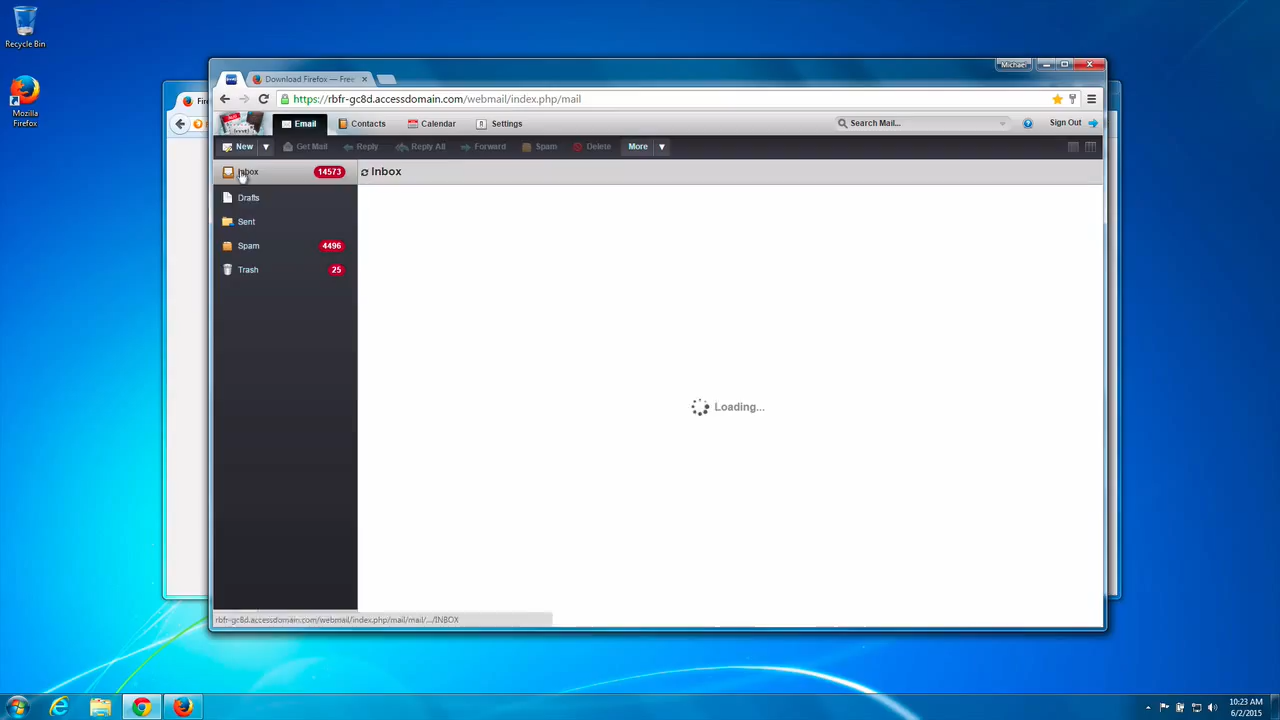 Recycle Bin
Mozilla
Firefox
Michael
Download Firefox — Free
https://rbfr-gc8d.accessdomain.com/webmail/index.php/mail
Email Contacts Calendar Settings Search Mail... Sign Out
New Get Mail Reply Reply All Forward Spam Delete More
Inbox 14573
Inbox
Drafts
Sent
Spam 4496
Trash 25
Loading...
rbfr-gc8d.accessdomain.com/webmail/index.php/mail/mail/.../INBOX
10:23 AM
6/2/2015